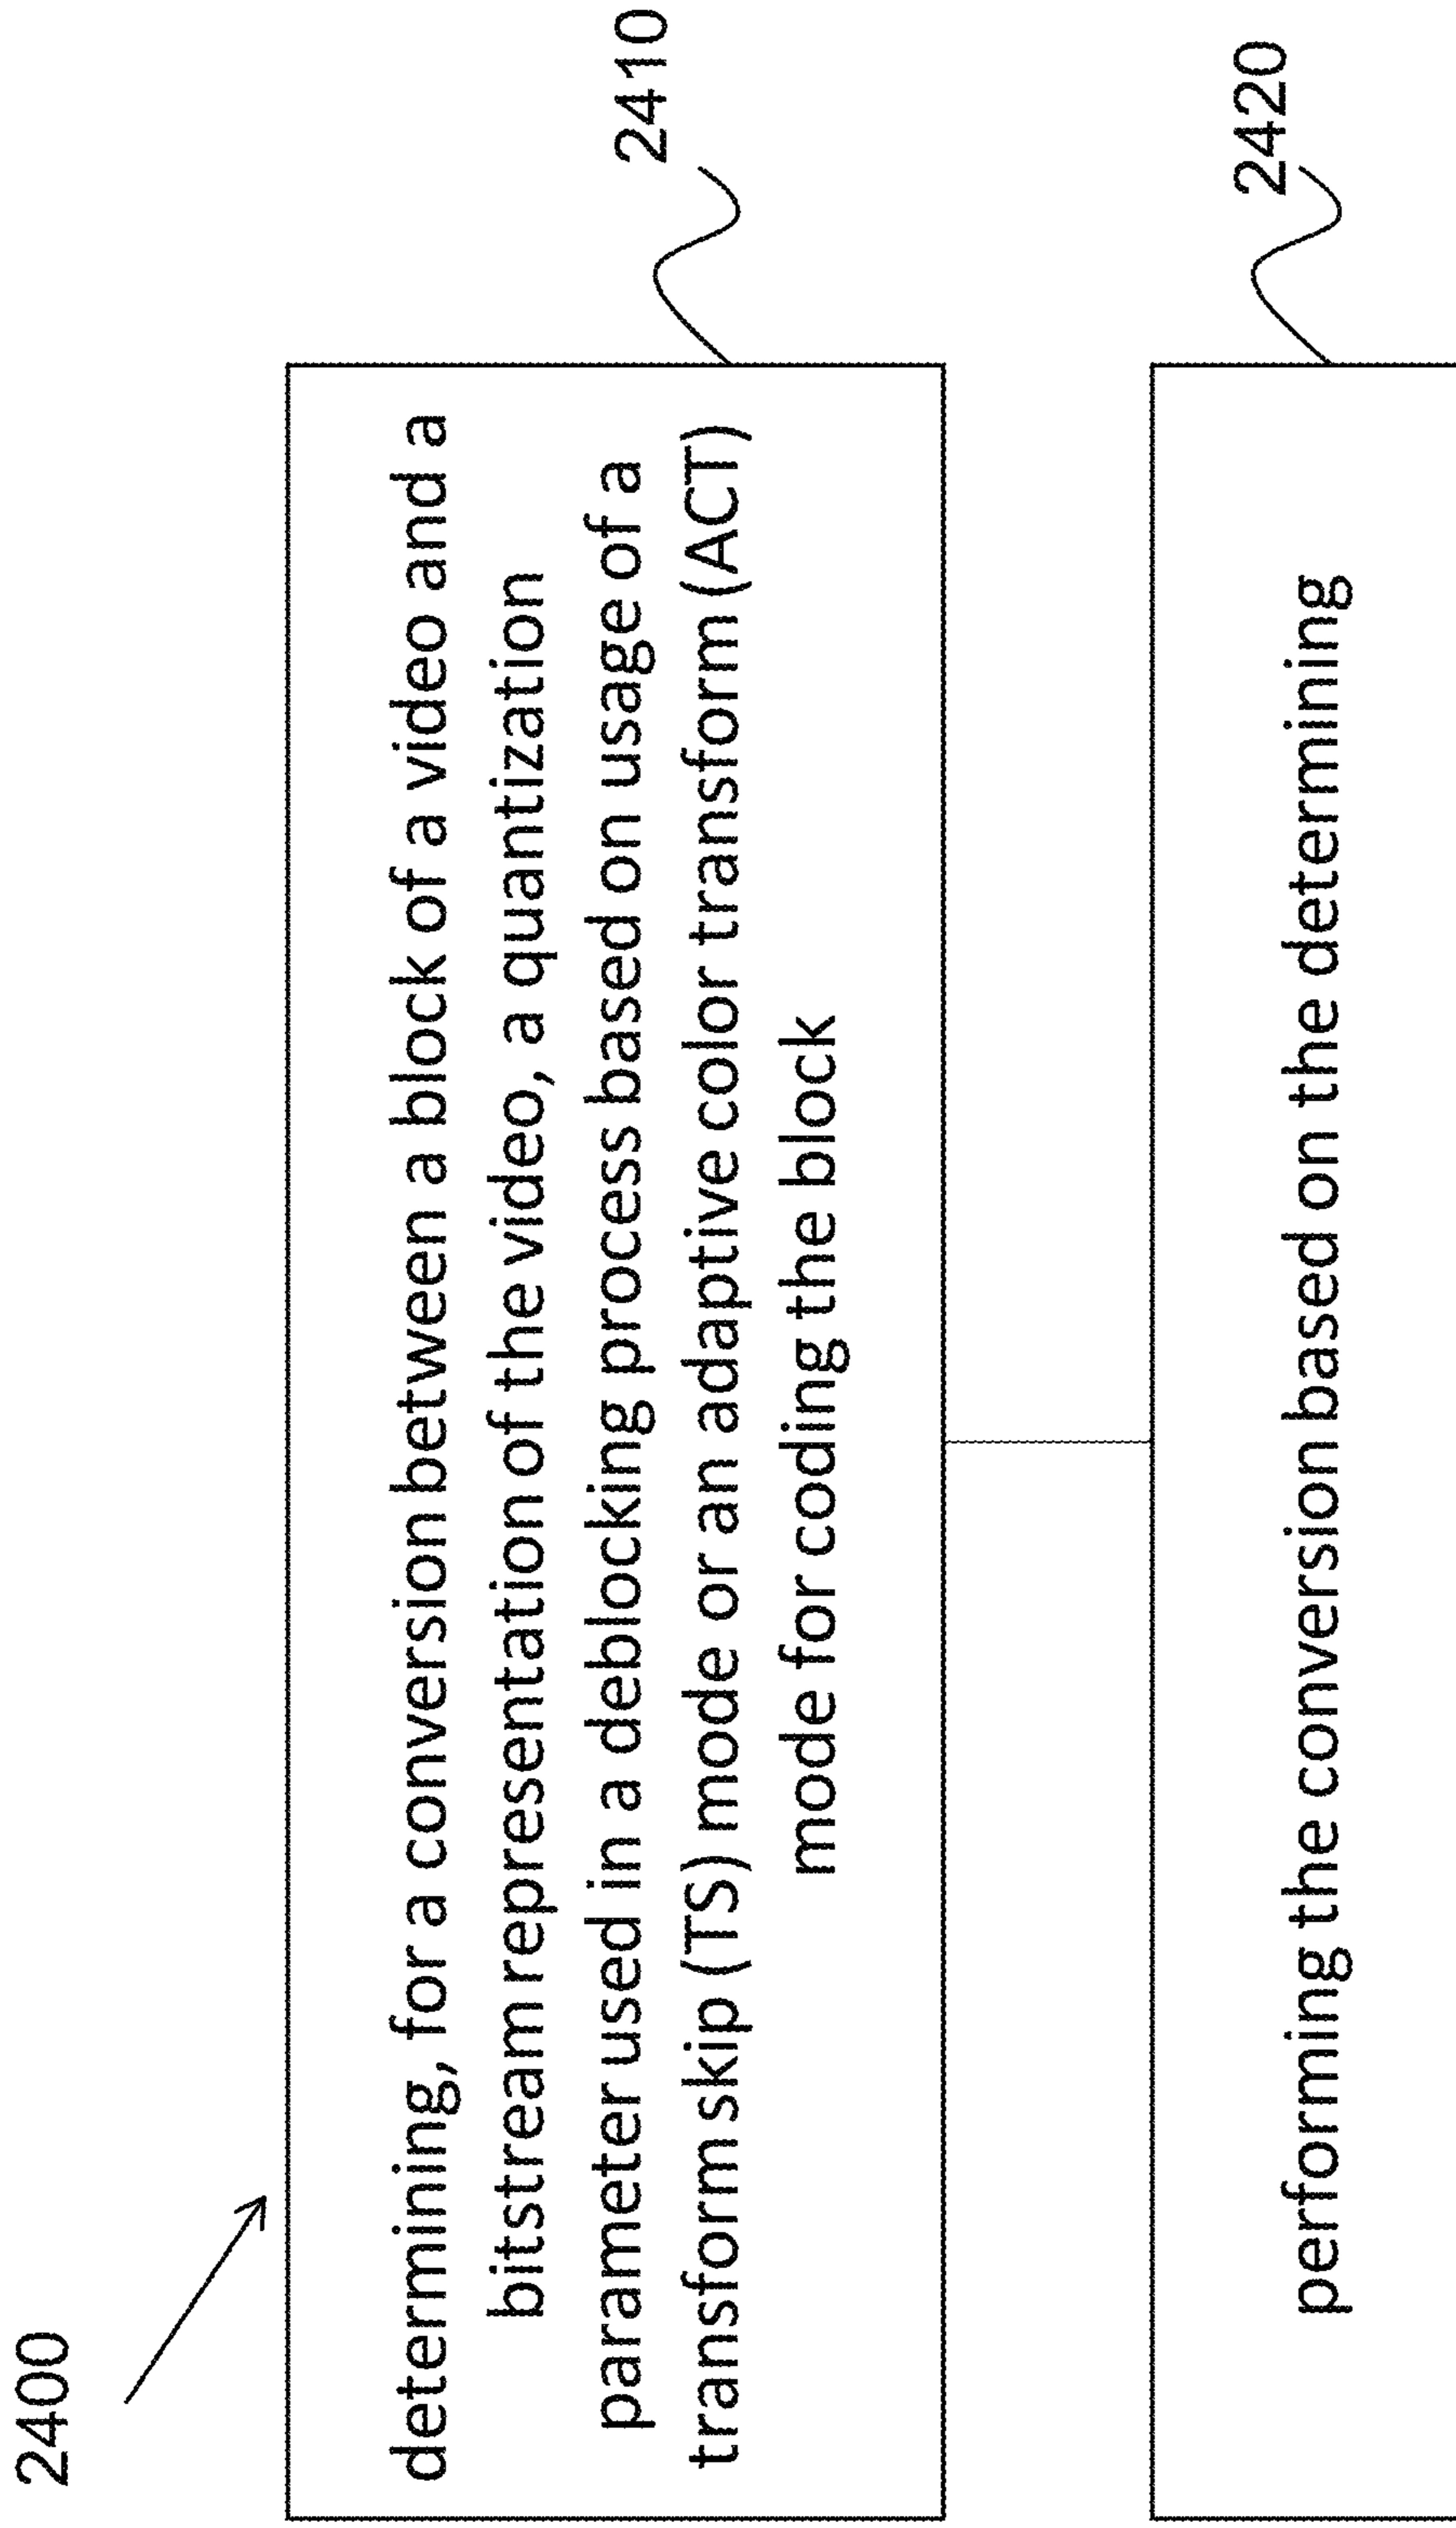 2400
determining, for a conversion between a block of a video and a
bitstream representation of the video, a quantization
parameter used in a deblocking process based on usage of a
transform skip (TS) mode or an adaptive color transform (ACT)
mode for coding the block
2410
performing the conversion based on the determining
2420